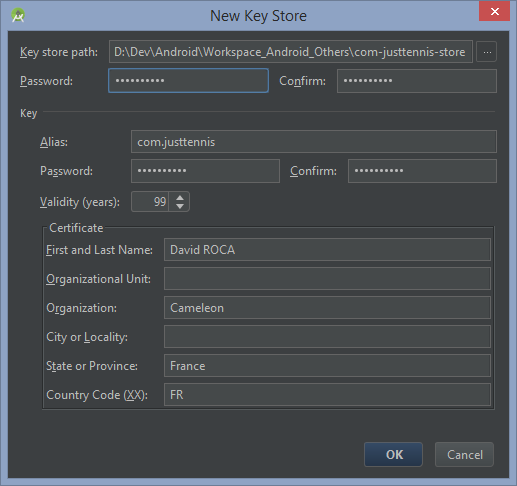 New Key Store
Key store path: D:\Dev\Android\Workspace_Android_Others\com-justtennis-store ...
Password: •••••••••• Confirm: ••••••••••
Key
Alias: com.justtennis
Password: •••••••••• Confirm: ••••••••••
Validity (years): 99
Certificate
First and Last Name: David ROCA
Organizational Unit:
Organization: Cameleon
City or Locality:
State or Province: France
Country Code (XX): FR
OK Cancel